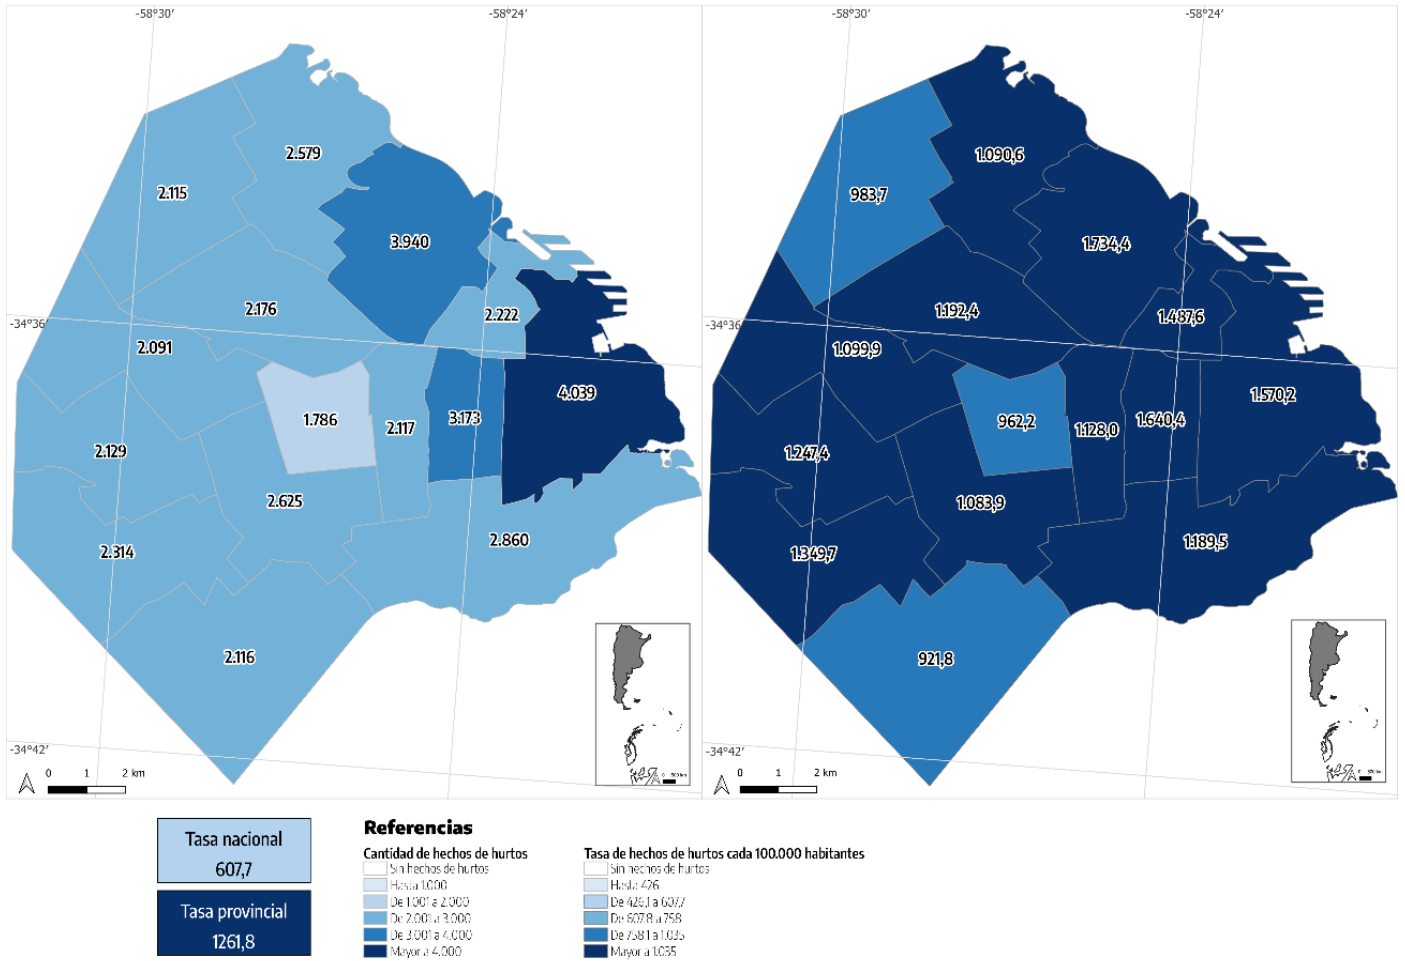 -58°30'
-58°24'
-58°30'
-58°24'
2.579
2.115
3.940
2.176
2.222
-34°36'
2.091
4.039
1.786
2.117
3.173
2.129
2.625
2.314
2.860
2.116
-34°42'
0 1 2 km
1.090,6
983,7
1.734,4
1.192,4
1.487,6
-34°36'
1.099,9
1.570,2
962,2
1.128,0
1.640,4
1.247,4
1.083,9
1.349,7
1.189,5
921,8
-34°42'
0 1 2 km
Tasa nacional
607,7
Tasa provincial
1261,8
Referencias
Cantidad de hechos de hurtos
Sin hechos de hurtos
Hasta 1.000
De 1.001 a 2.000
De 2.001 a 3.000
De 3.001 a 4.000
Mayor a 4.000
Tasa de hechos de hurtos cada 100.000 habitantes
Sin hechos de hurtos
Hasta 426
De 426,1 a 607,7
De 607,8 a 758
De 758,1 a 1.035
Mayor a 1.035